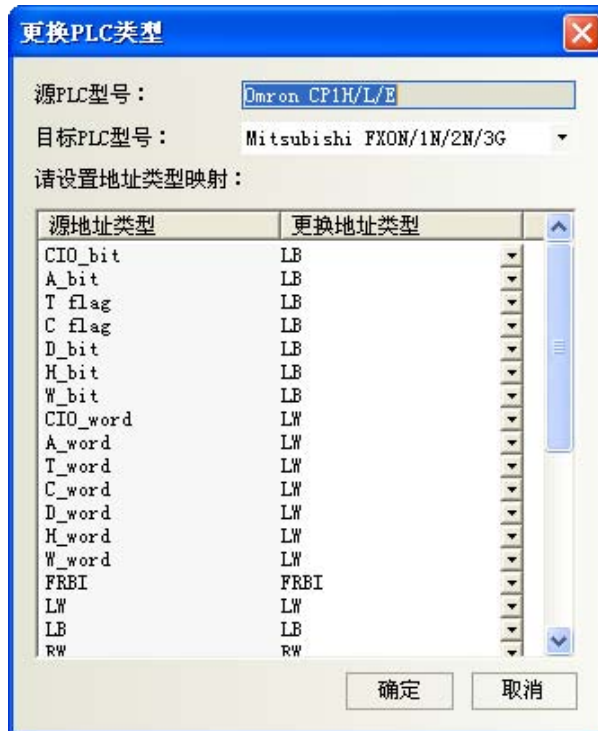 更换PLC类型
源PLC型号： Omron CP1H/L/E
目标PLC型号： Mitsubishi FX0N/1N/2N/3G
请设置地址类型映射：
源地址类型 更换地址类型
CIO_bit LB
A_bit LB
T flag LB
C flag LB
D_bit LB
H_bit LB
W_bit LB
CIO_word LW
A_word LW
T_word LW
C_word LW
D_word LW
H_word LW
W_word LW
FRBI FRBI
LW LW
LB LB
RW RW
确定 取消